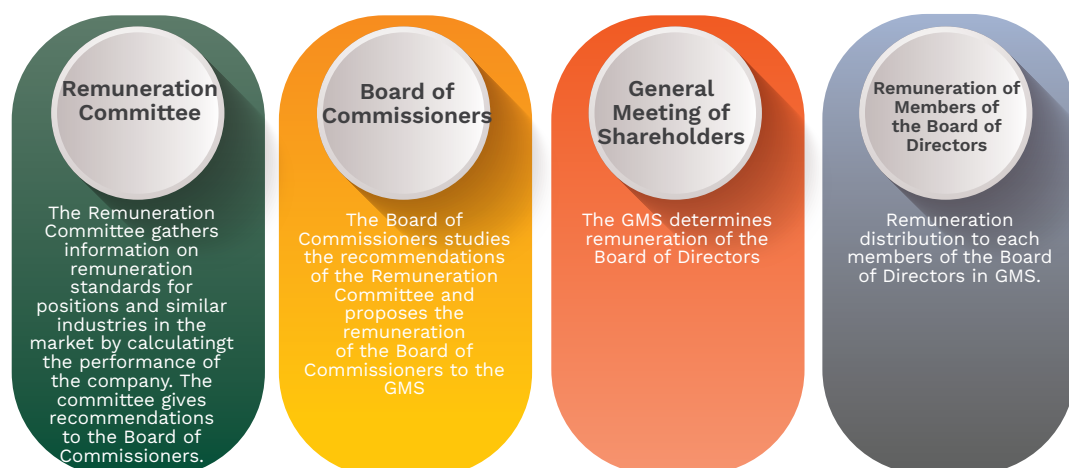 Remuneration
Committee
The Remuneration
Committee gathers
information on
remuneration
standards for
positions and similar
industries in the
market by calculatingt
the performance of
the company. The
committee gives
recommendations
to the Board of
Commissioners.
Board of
Commissioners
The Board of
Commissioners studies
the recommendations
of the Remuneration
Committee and
proposes the
remuneration
of the Board of
Commissioners to the
GMS
General
Meeting of
Shareholders
The GMS determines
remuneration of the
Board of Directors
Remuneration of
Members of
the Board of
Directors
Remuneration
distribution to each
members of the Board
of Directors in GMS.